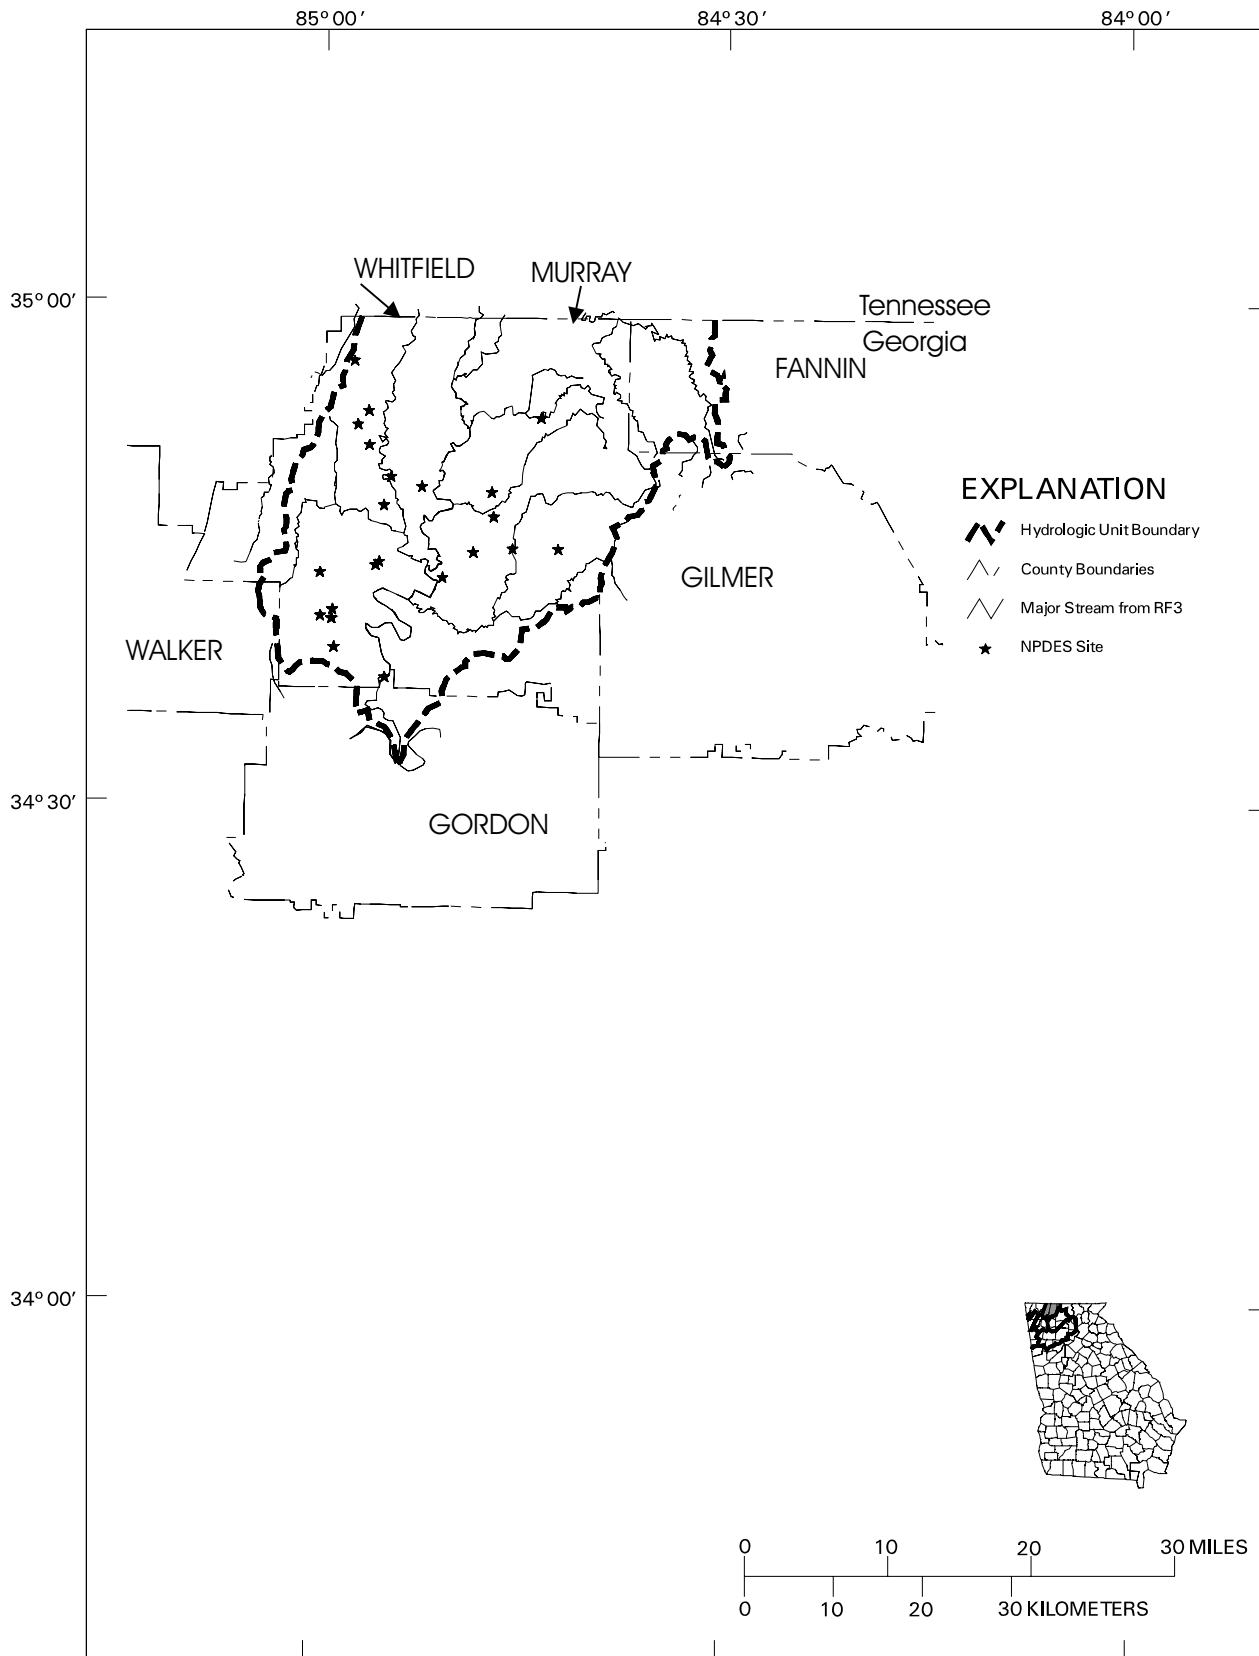 85° 00′
84° 30′
84° 00′
WHITFIELD
MURRAY
35° 00′
Tennessee
Georgia
FANNIN
EXPLANATION
Hydrologic Unit Boundary
County Boundaries
Major Stream from RF3
NPDES Site
GILMER
WALKER
34° 30′
GORDON
34° 00′
0 10 20 30 MILES
0 10 20 30 KILOMETERS